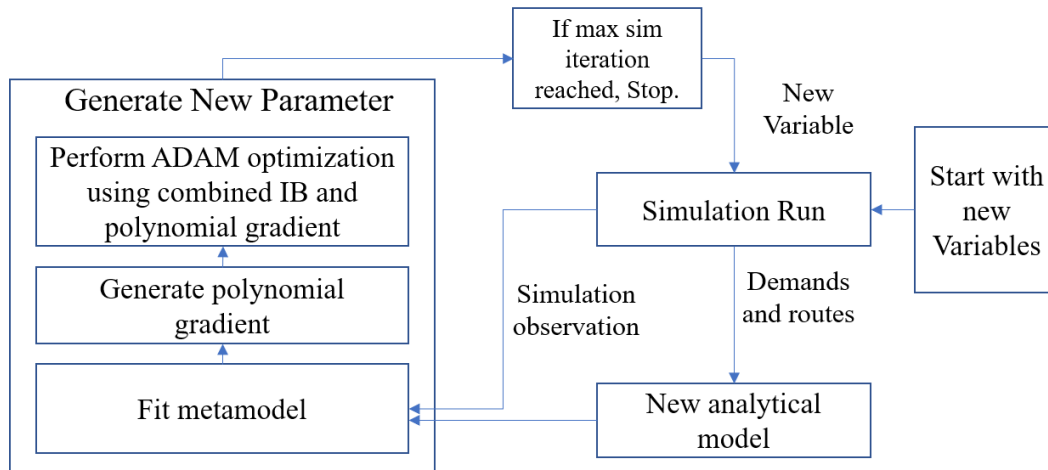 If max sim
iteration
reached, Stop.
Generate New Parameter
Perform ADAM optimization
using combined IB and
polynomial gradient
Generate polynomial
gradient
Fit metamodel
New
Variable
Simulation Run
Start with
new
Variables
Simulation
observation
Demands
and routes
New analytical
model